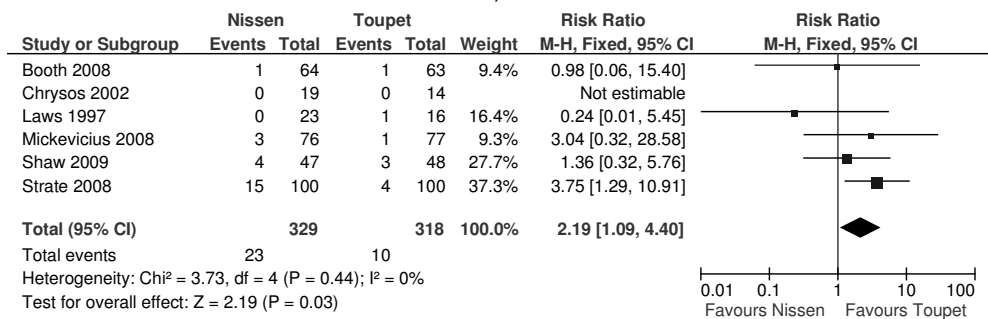 Nissen Toupet Risk Ratio Risk Ratio
Study or Subgroup Events Total Events Total Weight M-H, Fixed, 95% CI M-H, Fixed, 95% CI
Booth 2008 1 64 1 63 9.4% 0.98 [0.06, 15.40]
Chrysos 2002 0 19 0 14 Not estimable
Laws 1997 0 23 1 16 16.4% 0.24 [0.01, 5.45]
Mickevicius 2008 3 76 1 77 9.3% 3.04 [0.32, 28.58]
Shaw 2009 4 47 3 48 27.7% 1.36 [0.32, 5.76]
Strate 2008 15 100 4 100 37.3% 3.75 [1.29, 10.91]
Total (95% CI) 329 318 100.0% 2.19 [1.09, 4.40]
Total events 23 10
Heterogeneity: Chi² = 3.73, df = 4 (P = 0.44); I² = 0%
Test for overall effect: Z = 2.19 (P = 0.03)
0.01 0.1 1 10 100
Favours Nissen Favours Toupet